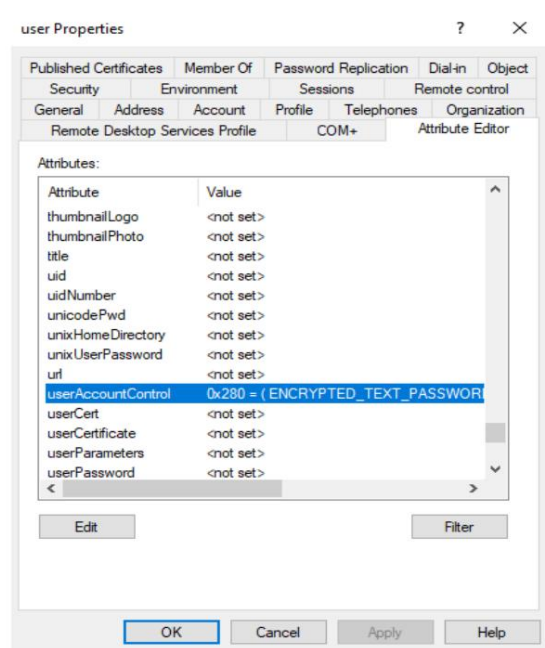 user Properties ? ×
Published Certificates Member Of Password Replication Dial-in Object
Security Environment Sessions Remote control
General Address Account Profile Telephones Organization
Remote Desktop Services Profile COM+ Attribute Editor
Attributes:
Attribute Value
thumbnailLogo <not set>
thumbnailPhoto <not set>
title <not set>
uid <not set>
uidNumber <not set>
unicodePwd <not set>
unixHomeDirectory <not set>
unixUserPassword <not set>
url <not set>
userAccountControl 0x280 = ( ENCRYPTED_TEXT_PASSWOR
userCert <not set>
userCertificate <not set>
userParameters <not set>
userPassword <not set>
Edit Filter
OK Cancel Apply Help